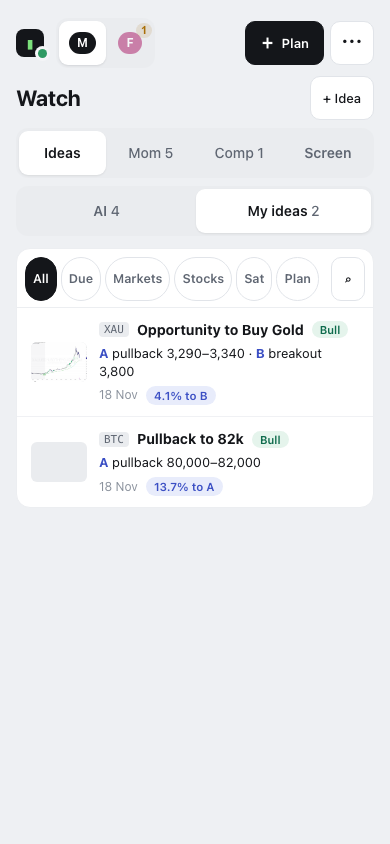 M
F
1
+ Plan
...
Watch
+ Idea
Ideas
Mom 5
Comp 1
Screen
AI 4
My ideas 2
All
Due
Markets
Stocks
Sat
Plan
XAU Opportunity to Buy Gold Bull
A pullback 3,290–3,340 · B breakout
3,800
18 Nov 4.1% to B
BTC Pullback to 82k Bull
A pullback 80,000–82,000
18 Nov 13.7% to A